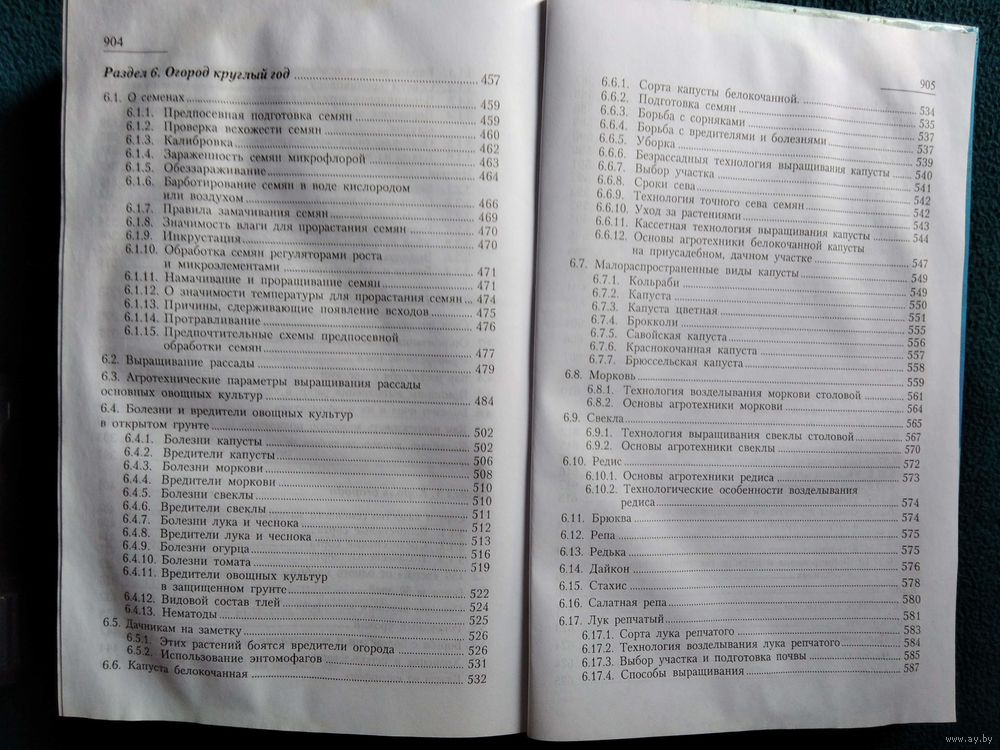 904
Раздел 6. Огород круглый год ..... 457
6.1. О семенах ..... 459
6.1.1. Предпосевная подготовка семян ..... 459
6.1.2. Проверка всхожести семян ..... 460
6.1.3. Калибровка ..... 462
6.1.4. Зараженность семян микрофлорой ..... 463
6.1.5. Обеззараживание ..... 464
6.1.6. Барботирование семян в воде кислородом
или воздухом ..... 466
6.1.7. Правила замачивания семян ..... 469
6.1.8. Значимость влаги для прорастания семян ..... 470
6.1.9. Инкрустация ..... 470
6.1.10. Обработка семян регуляторами роста
и микроэлементами ..... 471
6.1.11. Намачивание и проращивание семян ..... 471
6.1.12. О значимости температуры для прорастания семян ... 474
6.1.13. Причины, сдерживающие появление всходов ..... 475
6.1.14. Протравливание ..... 476
6.1.15. Предпочтительные схемы предпосевной
обработки семян ..... 477
6.2. Выращивание рассады ..... 479
6.3. Агротехнические параметры выращивания рассады
основных овощных культур ..... 484
6.4. Болезни и вредители овощных культур
в открытом грунте ..... 502
6.4.1. Болезни капусты ..... 502
6.4.2. Вредители капусты ..... 506
6.4.3. Болезни моркови ..... 508
6.4.4. Вредители моркови ..... 510
6.4.5. Болезни свеклы ..... 510
6.4.6. Вредители свеклы ..... 511
6.4.7. Болезни лука и чеснока ..... 512
6.4.8. Вредители лука и чеснока ..... 513
6.4.9. Болезни огурца ..... 516
6.4.10. Болезни томата ..... 519
6.4.11. Вредители овощных культур
в защищенном грунте ..... 522
6.4.12. Видовой состав тлей ..... 524
6.4.13. Нематоды ..... 525
6.5. Дачникам на заметку ..... 526
6.5.1. Этих растений боятся вредители огорода ..... 526
6.5.2. Использование энтомофагов ..... 531
6.6. Капуста белокочанная ..... 532
905
6.6.1. Сорта капусты белокочанной. ..... 534
6.6.2. Подготовка семян ..... 535
6.6.3. Борьба с сорняками ..... 537
6.6.4. Борьба с вредителями и болезнями ..... 537
6.6.5. Уборка ..... 539
6.6.6. Безрассадныя технология выращивания капусты ..... 540
6.6.7. Выбор участка ..... 541
6.6.8. Сроки сева ..... 542
6.6.9. Технология точного сева семян ..... 542
6.6.10. Уход за растениями ..... 543
6.6.11. Кассетная технология выращивания капусты ..... 544
6.6.12. Основы агротехники белокочанной капусты
на приусадебном, дачном участке ..... 547
6.7. Малораспространенные виды капусты ..... 549
6.7.1. Кольраби ..... 549
6.7.2. Капуста ..... 550
6.7.3. Капуста цветная ..... 551
6.7.4. Брокколи ..... 555
6.7.5. Савойская капуста ..... 556
6.7.6. Краснокочанная капуста ..... 557
6.7.7. Брюссельская капуста ..... 558
6.8. Морковь ..... 559
6.8.1. Технология возделывания моркови столовой ..... 561
6.8.2. Основы агротехники моркови ..... 564
6.9. Свекла ..... 565
6.9.1. Технология выращивания свеклы столовой ..... 567
6.9.2. Основы агротехники свеклы ..... 570
6.10. Редис ..... 572
6.10.1. Основы агротехники редиса ..... 573
6.10.2. Технологические особенности возделывания
редиса ..... 574
6.11. Брюква ..... 574
6.12. Репа ..... 575
6.13. Редька ..... 575
6.14. Дайкон ..... 576
6.15. Стахис ..... 578
6.16. Салатная репа ..... 580
6.17. Лук репчатый ..... 581
6.17.1. Сорта лука репчатого ..... 583
6.17.2. Технология возделывания лука репчатого ..... 584
6.17.3. Выбор участка и подготовка почвы ..... 585
6.17.4. Способы выращивания ..... 587
www.ay.by